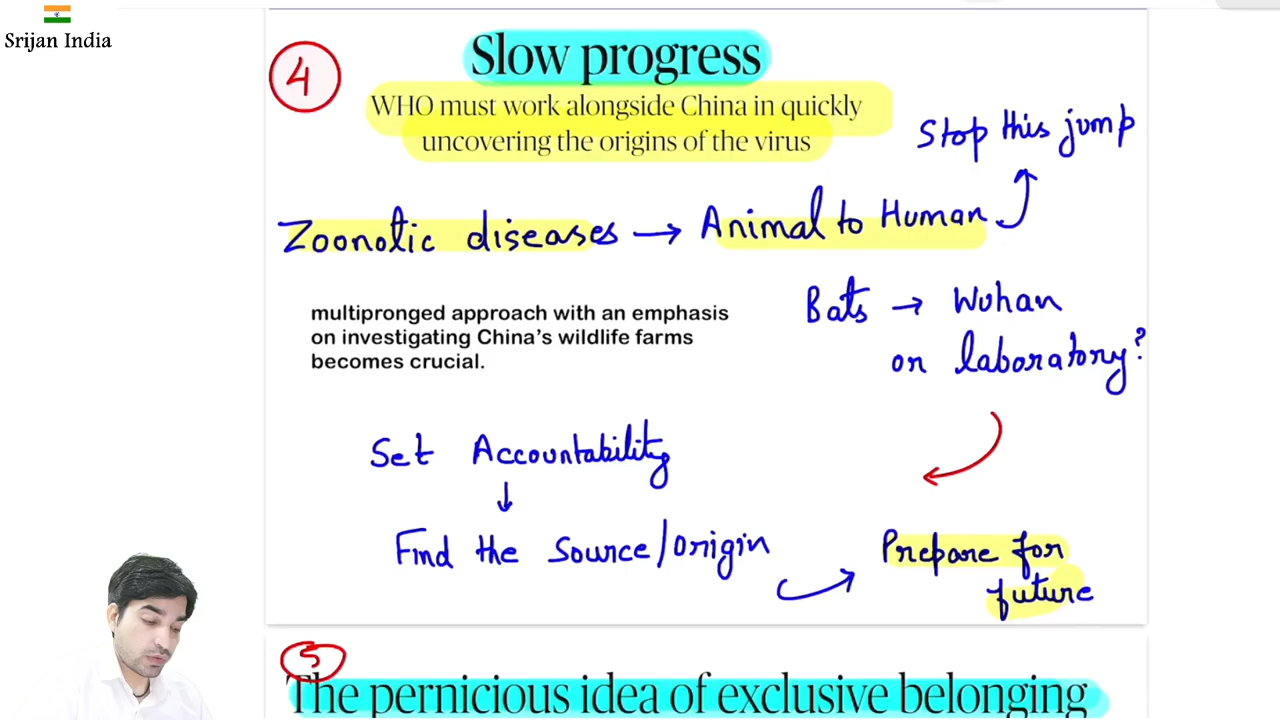 Srijan India
4
Slow progress
WHO must work alongside China in quickly
uncovering the origins of the virus
Stop this jump
Zoonotic diseases → Animal to Human
multipronged approach with an emphasis
on investigating China's wildlife farms
becomes crucial.
Bats → Wuhan
or laboratory?
Set Accountability
↓
Find the Source/Origin
Prepare for
future
5
The pernicious idea of exclusive belonging